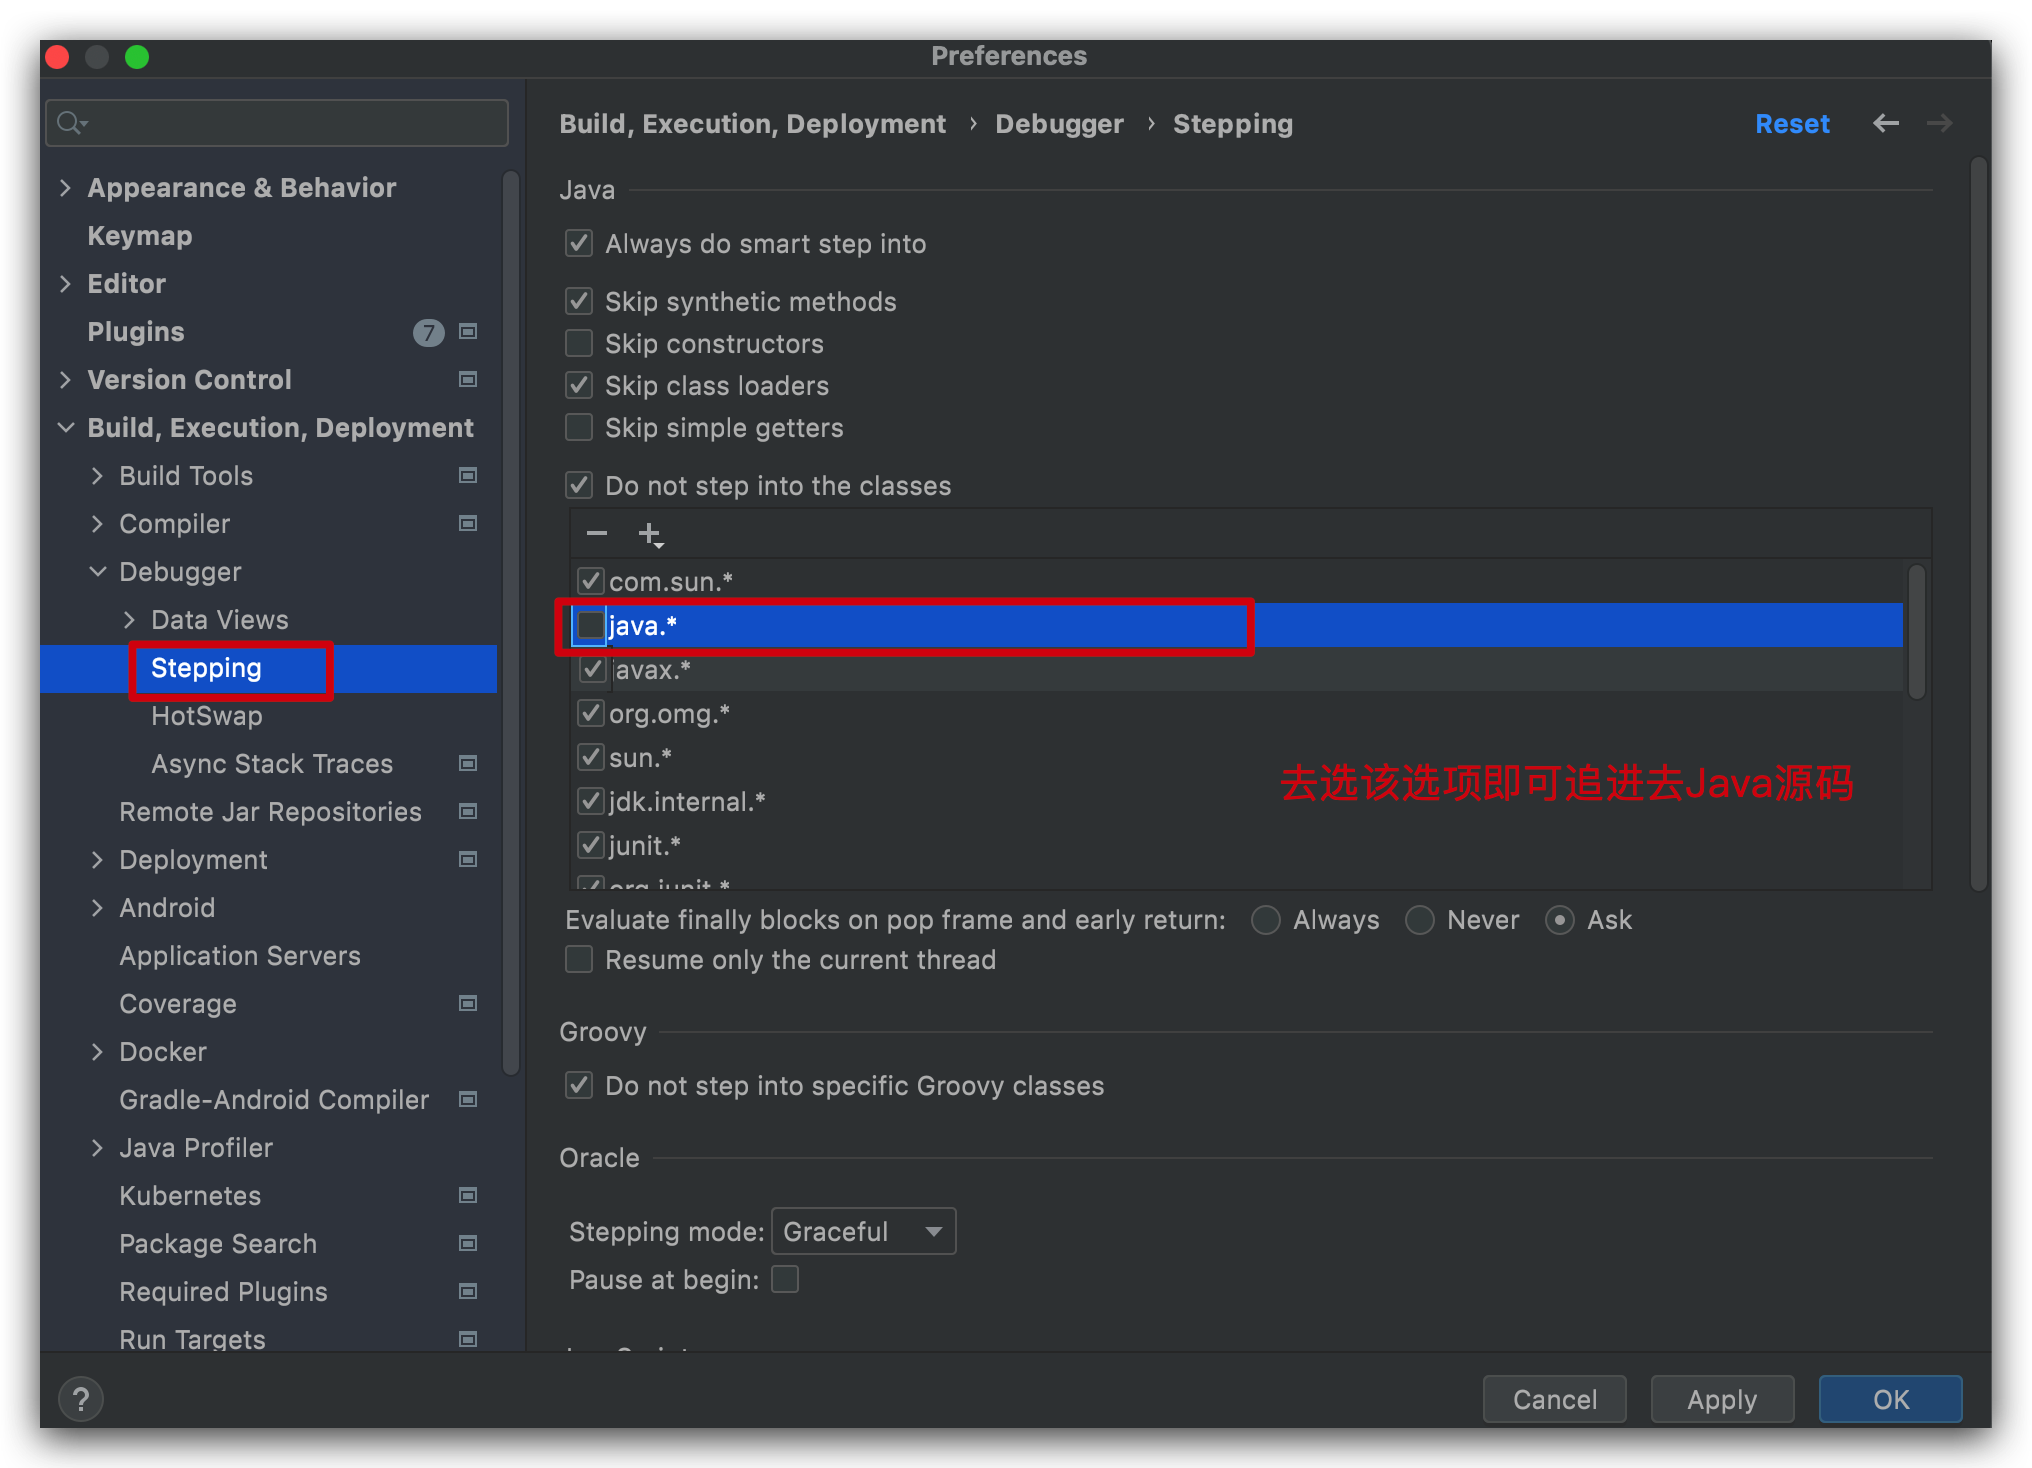 Preferences
Build, Execution, Deployment › Debugger › Stepping
Reset
Appearance & Behavior
Keymap
Editor
Plugins 7
Version Control
Build, Execution, Deployment
Build Tools
Compiler
Debugger
Data Views
Stepping
HotSwap
Async Stack Traces
Remote Jar Repositories
Deployment
Android
Application Servers
Coverage
Docker
Gradle-Android Compiler
Java Profiler
Kubernetes
Package Search
Required Plugins
Run Targets
Java
Always do smart step into
Skip synthetic methods
Skip constructors
Skip class loaders
Skip simple getters
Do not step into the classes
com.sun.*
java.*
javax.*
org.omg.*
sun.*
jdk.internal.*
junit.*
org.junit.*
去选该选项即可追进去Java源码
Evaluate finally blocks on pop frame and early return: Always Never Ask
Resume only the current thread
Groovy
Do not step into specific Groovy classes
Oracle
Stepping mode: Graceful
Pause at begin:
?
Cancel Apply OK